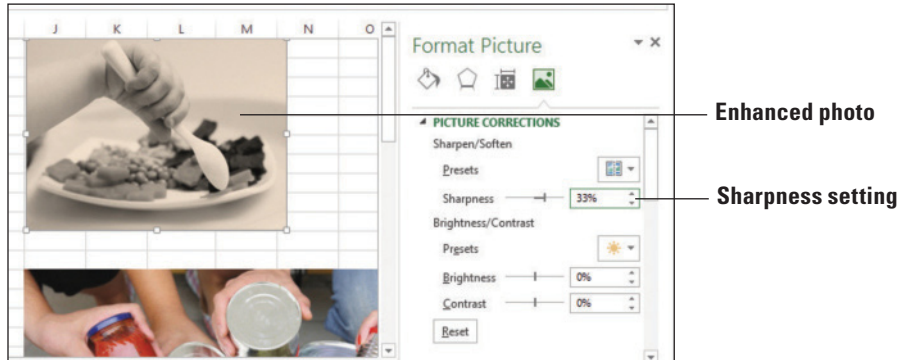 J K L M N O
Format Picture
PICTURE CORRECTIONS
Sharpen/Soften
Presets
Sharpness 33%
Brightness/Contrast
Presets
Brightness 0%
Contrast 0%
Reset
Enhanced photo
Sharpness setting